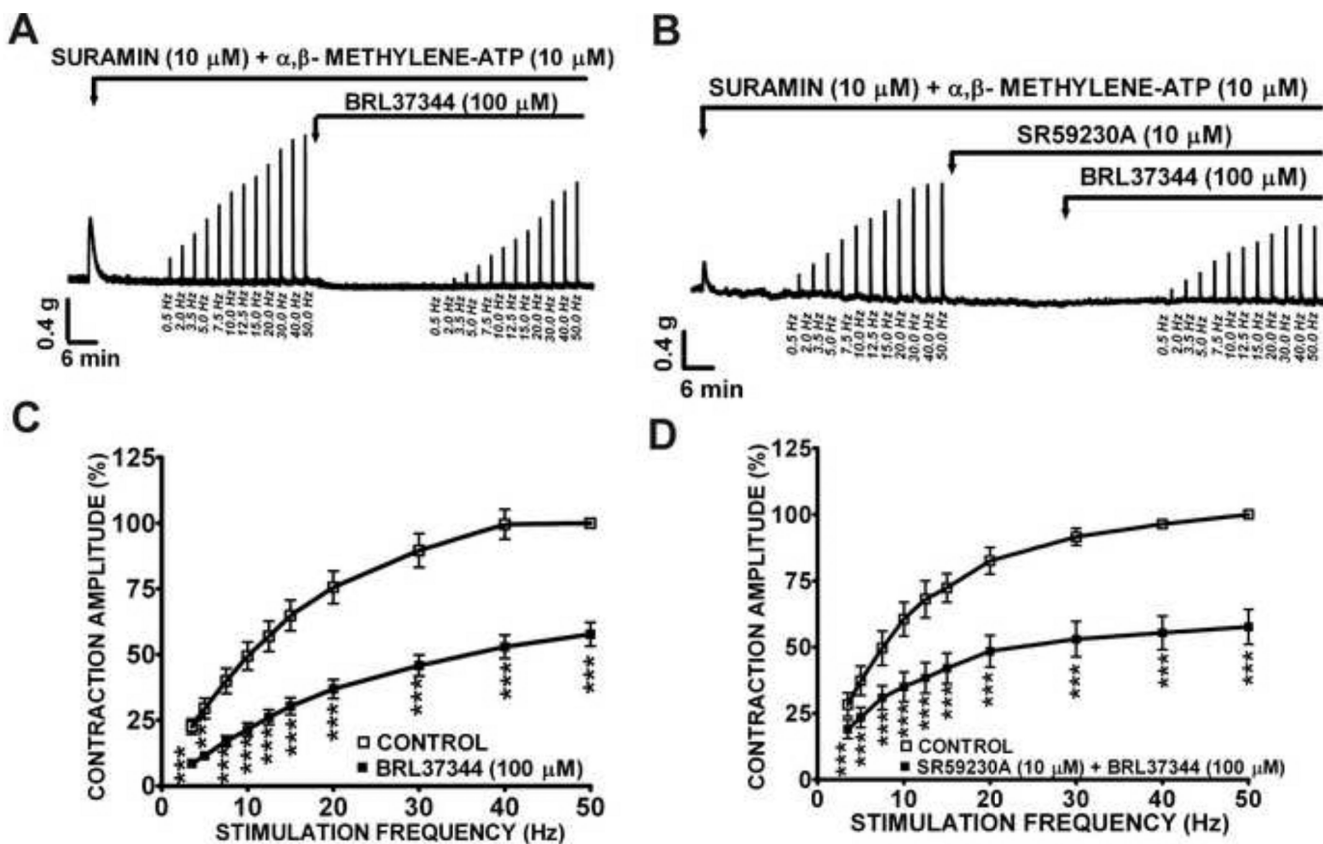 A
SURAMIN (10 µM) + α,β- METHYLENE-ATP (10 µM)
BRL37344 (100 µM)
0.5 Hz
2.0 Hz
3.5 Hz
5.0 Hz
7.5 Hz
10.0 Hz
12.5 Hz
15.0 Hz
20.0 Hz
30.0 Hz
40.0 Hz
50.0 Hz
0.5 Hz
2.0 Hz
3.5 Hz
5.0 Hz
7.5 Hz
10.0 Hz
12.5 Hz
15.0 Hz
20.0 Hz
30.0 Hz
40.0 Hz
50.0 Hz
0.4 g
6 min
B
SURAMIN (10 µM) + α,β- METHYLENE-ATP (10 µM)
SR59230A (10 µM)
BRL37344 (100 µM)
0.5 Hz
2.0 Hz
3.5 Hz
5.0 Hz
7.5 Hz
10.0 Hz
12.5 Hz
15.0 Hz
20.0 Hz
30.0 Hz
40.0 Hz
50.0 Hz
0.5 Hz
2.0 Hz
3.5 Hz
5.0 Hz
7.5 Hz
10.0 Hz
12.5 Hz
15.0 Hz
20.0 Hz
30.0 Hz
40.0 Hz
50.0 Hz
0.4 g
6 min
C
CONTRACTION AMPLITUDE (%)
125
100
75
50
25
0
*** ** *** *** *** *** *** *** *** ***
CONTROL
BRL37344 (100 µM)
0 10 20 30 40 50
STIMULATION FREQUENCY (Hz)
D
CONTRACTION AMPLITUDE (%)
125
100
75
50
25
0
*** *** *** *** *** *** *** *** *** ***
CONTROL
SR59230A (10 µM) + BRL37344 (100 µM)
0 10 20 30 40 50
STIMULATION FREQUENCY (Hz)